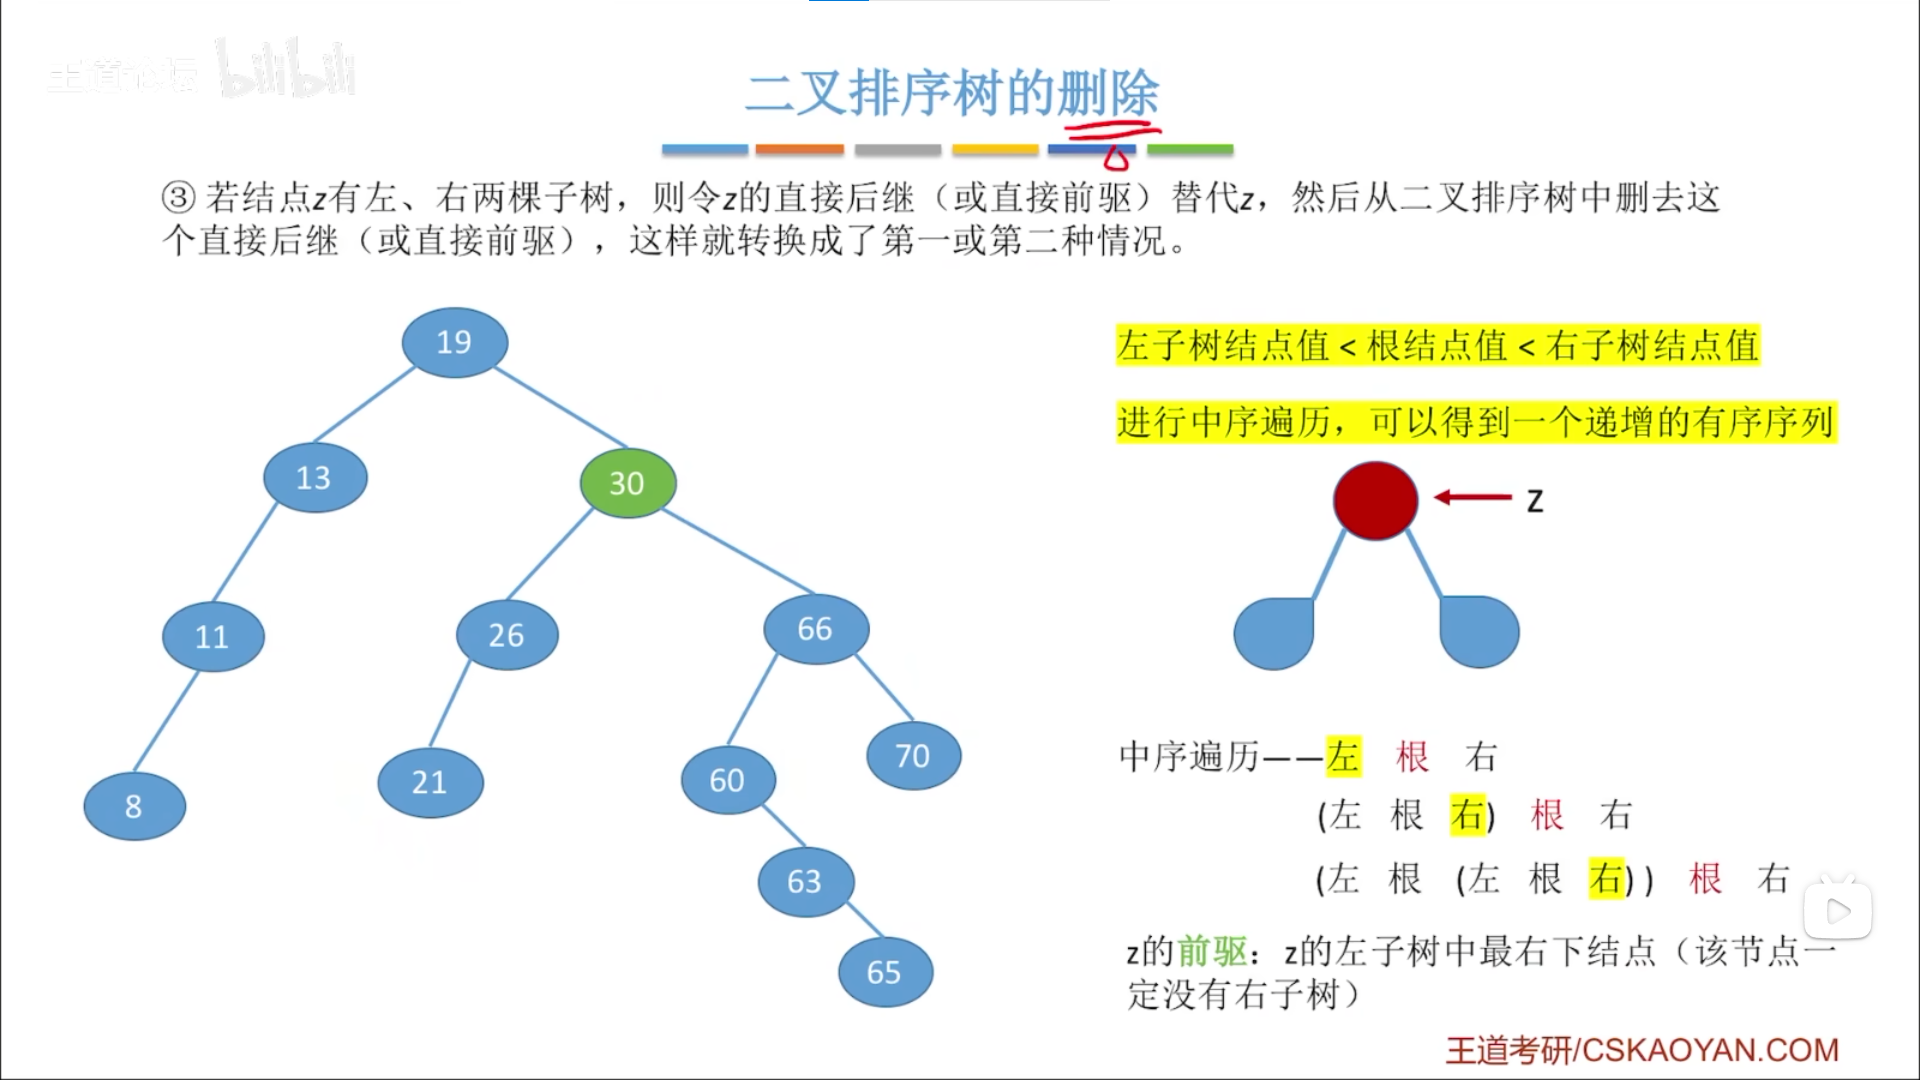 王道论坛 bilibili
二叉排序树的删除
③ 若结点z有左、右两棵子树，则令z的直接后继（或直接前驱）替代z，然后从二叉排序树中删去这
个直接后继（或直接前驱），这样就转换成了第一或第二种情况。
19
13
30
11
26
66
8
21
60
70
63
65
左子树结点值 < 根结点值 < 右子树结点值
进行中序遍历，可以得到一个递增的有序序列
z
中序遍历——左 根 右
(左 根 右) 根 右
(左 根 (左 根 右) ) 根 右
z的前驱：z的左子树中最右下结点（该节点一
定没有右子树）
王道考研/CSKAOYAN.COM